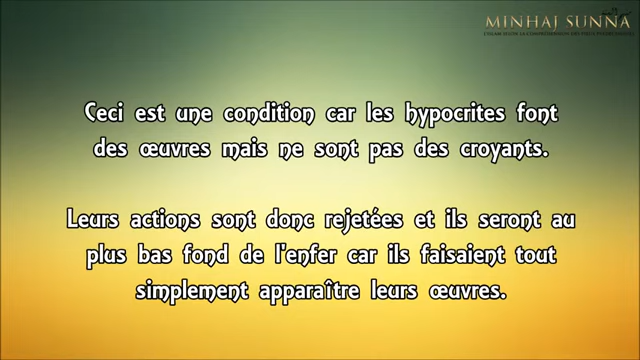 MINHAJ SUNNA
Ceci est une condition car les hypocrites font
des œuvres mais ne sont pas des croyants.
Leurs actions sont donc rejetées et ils seront au
plus bas fond de l'enfer car ils faisaient tout
simplement apparaître leurs œuvres.